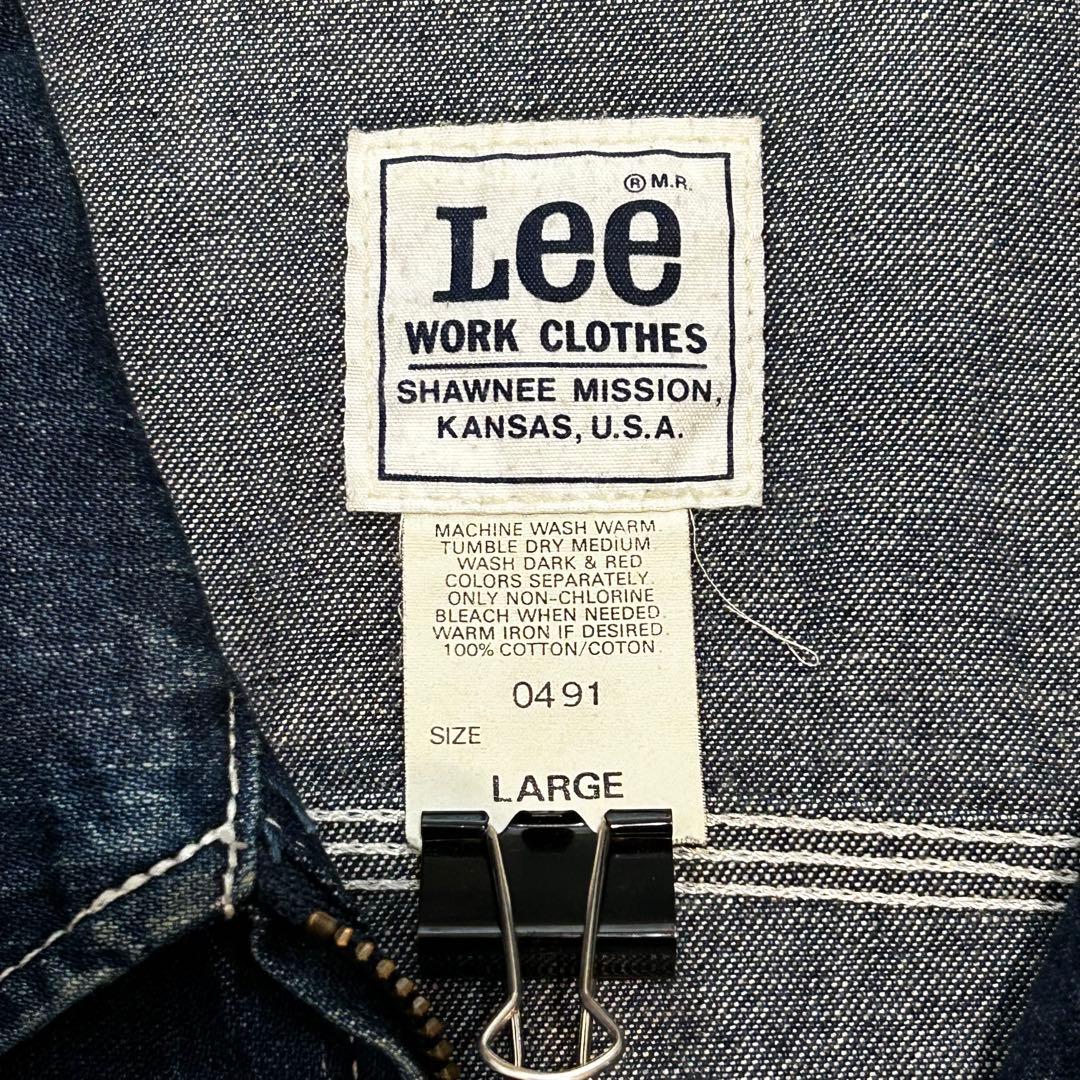 ® M.R.
Lee
WORK CLOTHES
SHAWNEE MISSION,
KANSAS, U.S.A.
MACHINE WASH WARM.
TUMBLE DRY MEDIUM
WASH DARK & RED
COLORS SEPARATELY.
ONLY NON-CHLORINE
BLEACH WHEN NEEDED
WARM IRON IF DESIRED.
100% COTTON/COTON.
0491
SIZE
LARGE